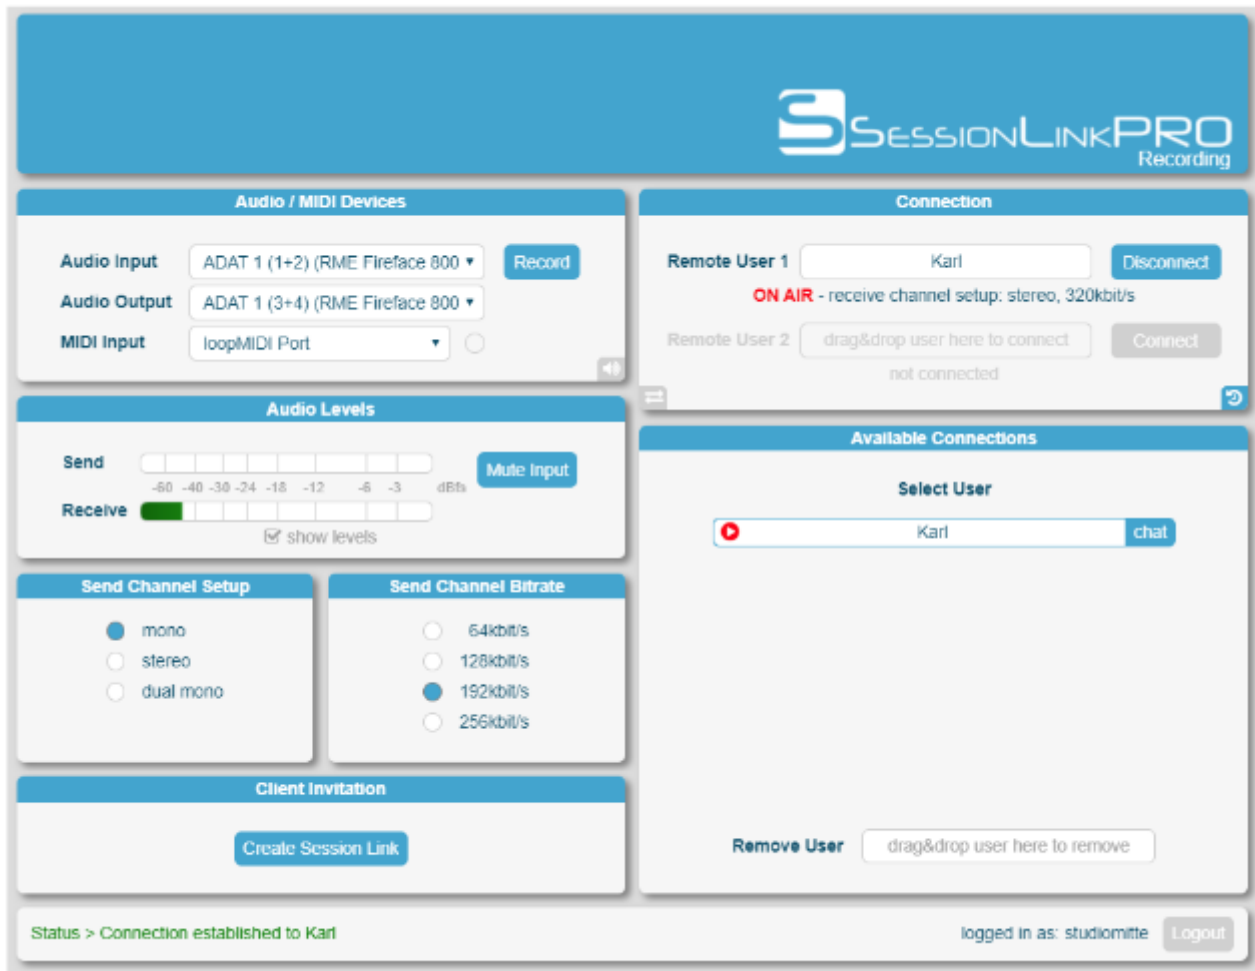 SESSIONLINKPRO
Recording
Audio / MIDI Devices
Audio Input ADAT 1 (1+2) (RME Fireface 800 Record
Audio Output ADAT 1 (3+4) (RME Fireface 800
MIDI Input loopMIDI Port
Audio Levels
Send Mute Input
-60 -40 -30 -24 -18 -12 -6 -3 dBfs
Receive
show levels
Send Channel Setup
mono
stereo
dual mono
Send Channel Bitrate
64kbit/s
128kbit/s
192kbit/s
256kbit/s
Client Invitation
Create Session Link
Connection
Remote User 1 Karl Disconnect
ON AIR - receive channel setup: stereo, 320kbit/s
Remote User 2 drag&drop user here to connect Connect
not connected
Available Connections
Select User
Karl chat
Remove User drag&drop user here to remove
Status > Connection established to Karl logged in as: studiomitte Logout